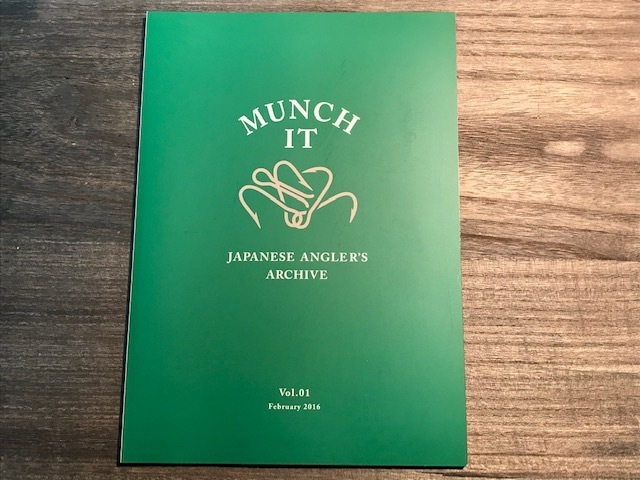 MUNCH
IT
JAPANESE ANGLER'S
ARCHIVE
Vol.01
February 2016